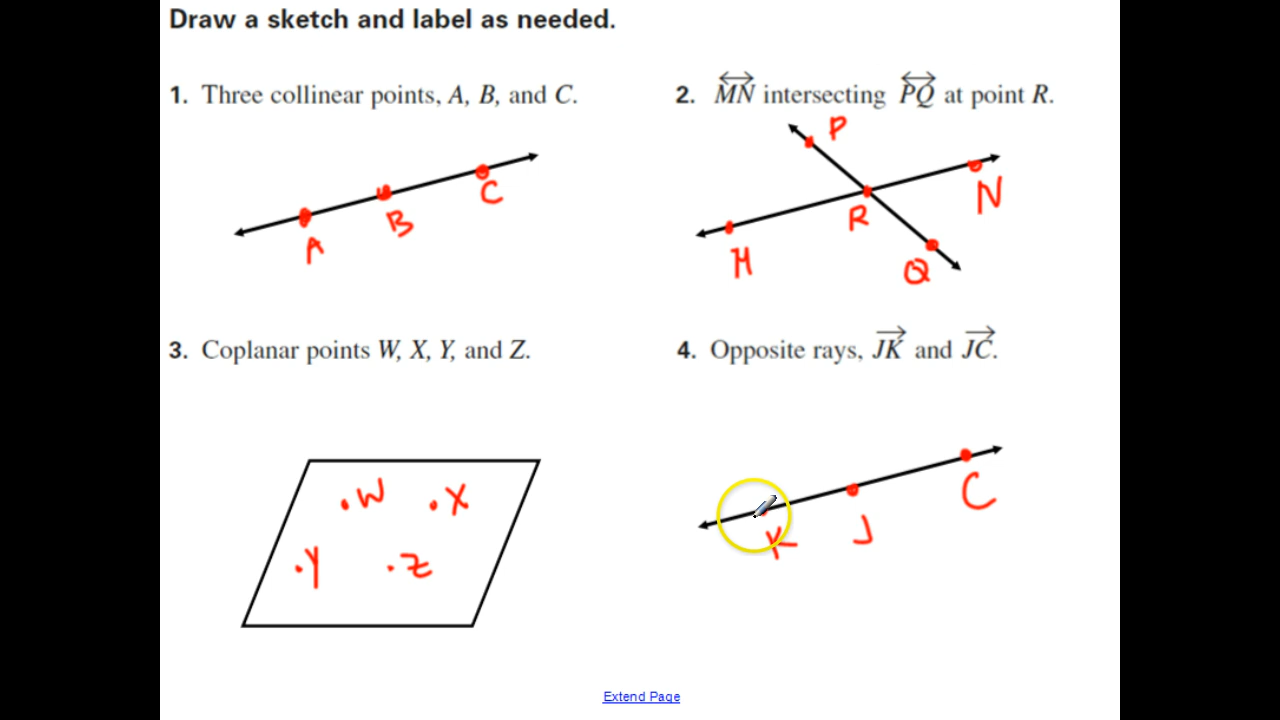 Draw a sketch and label as needed.
1. Three collinear points, A, B, and C.
A
B
C
2. MN intersecting PQ at point R.
P
N
R
M
Q
3. Coplanar points W, X, Y, and Z.
W
X
Y
Z
4. Opposite rays, JK and JC.
K
J
C
Extend Page